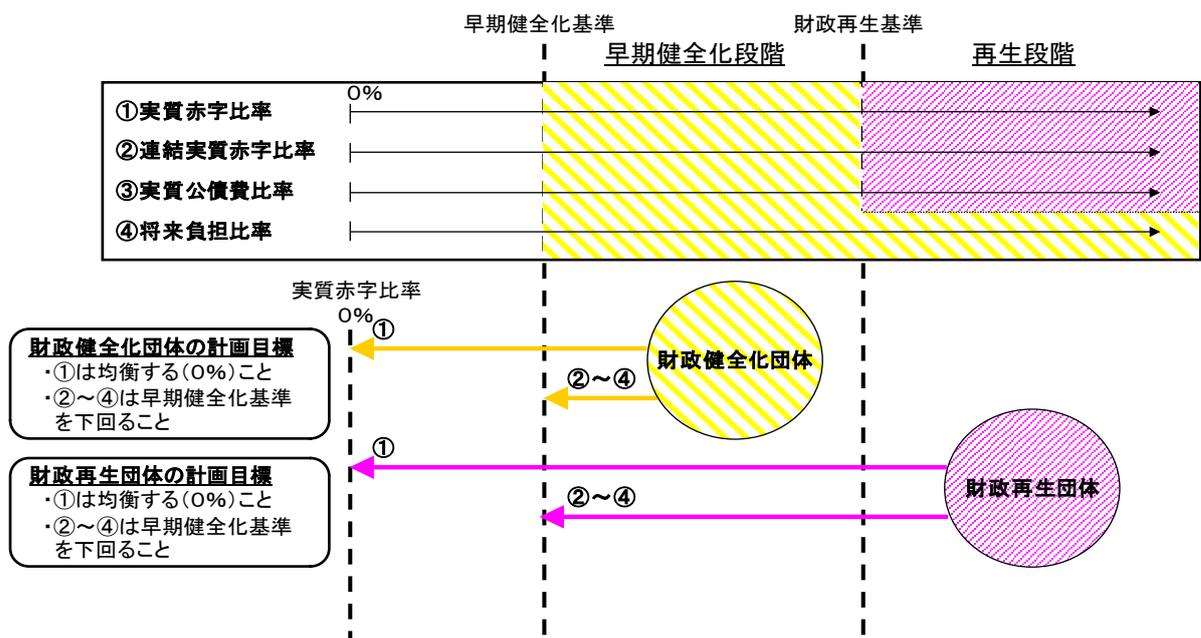 早期健全化基準
財政再生基準
早期健全化段階
再生段階
0%
①実質赤字比率
②連結実質赤字比率
③実質公債費比率
④将来負担比率
実質赤字比率
0%
財政健全化団体の計画目標
・①は均衡する(0%)こと
・②～④は早期健全化基準
を下回ること
①
②～④
財政健全化団体
財政再生団体の計画目標
・①は均衡する(0%)こと
・②～④は早期健全化基準
を下回ること
①
②～④
財政再生団体